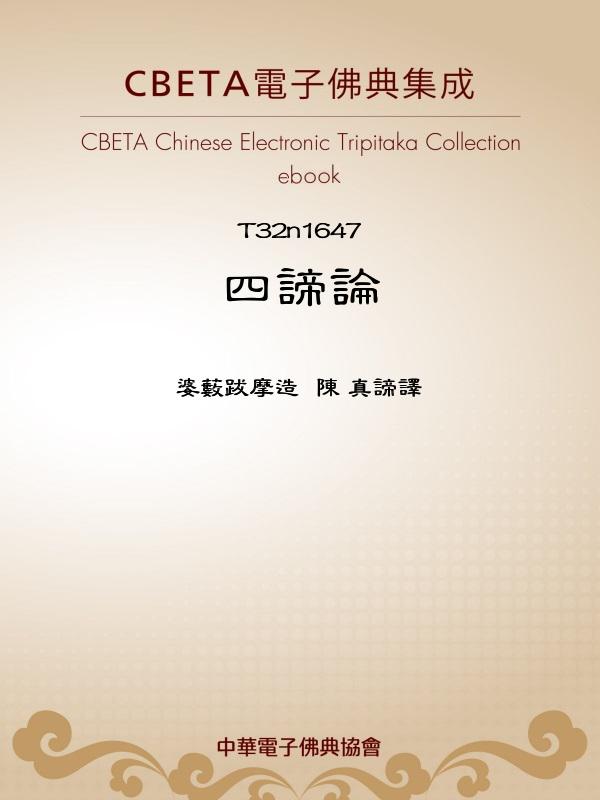 CBETA電子佛典集成
CBETA Chinese Electronic Tripitaka Collection
ebook
T32n1647
四諦論
婆藪跋摩造 陳 真諦譯
中華電子佛典協會